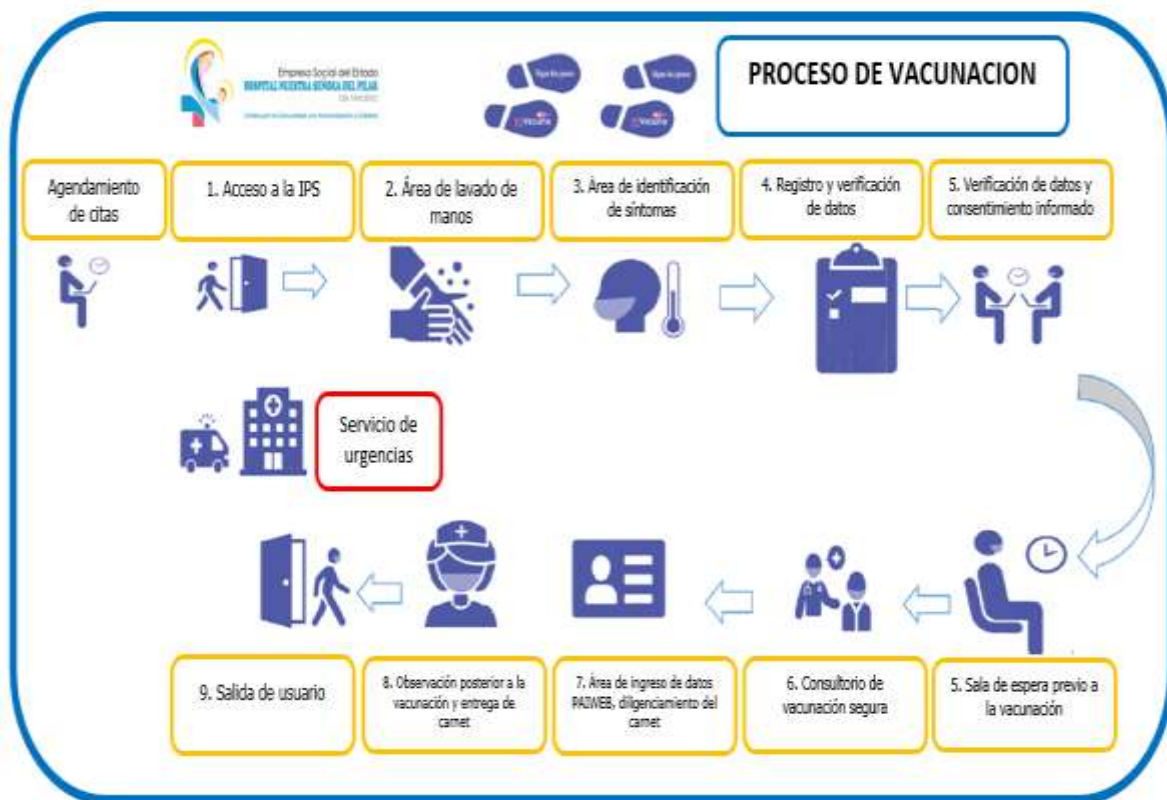 Empresa Social del Estado
HOSPITAL NUESTRA SEÑORA DEL PILAR
PROCESO DE VACUNACION
Agendamiento
de citas
1. Acceso a la IPS
2. Área de lavado de
manos
3. Área de identificación
de síntomas
4. Registro y verificación
de datos
5. Verificación de datos y
consentimiento informado
Servicio de
urgencias
9. Salida de usuario
8. Observación posterior a la
vacunación y entrega de
carnet
7. Área de ingreso de datos
PAIWEB, diligenciamiento del
carnet
6. Consultorio de
vacunación segura
5. Sala de espera previo a
la vacunación